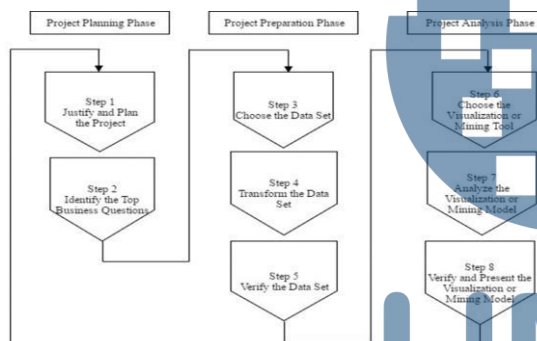 Project Planning Phase
Project Preparation Phase
Project Analysis Phase
Step 1
Justify and Plan
the Project
Step 2
Identify the Top
Business Questions
Step 3
Choose the Data Set
Step 4
Transform the Data
Set
Step 5
Verify the Data Set
Step 6
Choose the
Visualization or
Mining Tool
Step 7
Analyze the
Visualization or
Mining Model
Step 8
Verify and Present the
Visualization or
Mining Model